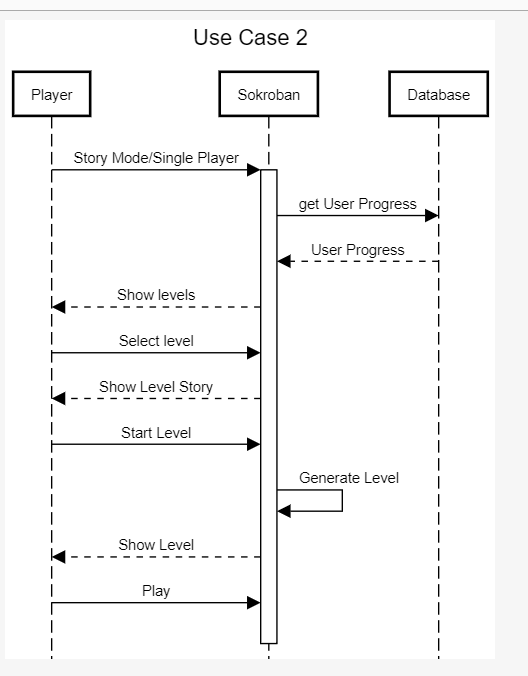 Use Case 2
Player
Sokroban
Database
Story Mode/Single Player
get User Progress
User Progress
Show levels
Select level
Show Level Story
Start Level
Generate Level
Show Level
Play